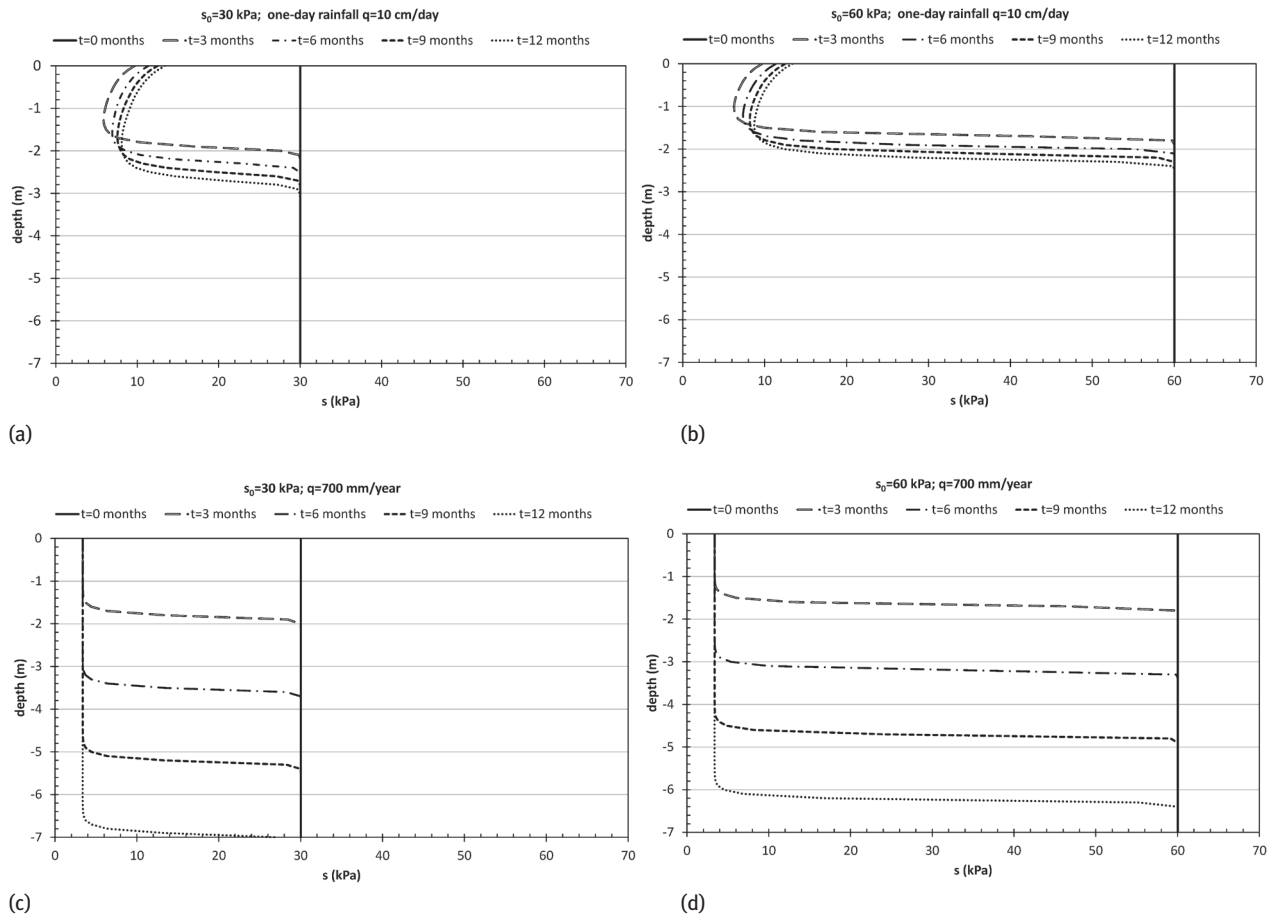 s₀=30 kPa; one-day rainfall q=10 cm/day
t=0 months t=3 months t=6 months t=9 months t=12 months
0
-1
-2
-3
-4
-5
-6
-7
depth (m)
0 10 20 30 40 50 60 70
s (kPa)
(a)
s₀=60 kPa; one-day rainfall q=10 cm/day
t=0 months t=3 months t=6 months t=9 months t=12 months
0
-1
-2
-3
-4
-5
-6
-7
depth (m)
0 10 20 30 40 50 60 70
s (kPa)
(b)
s₀=30 kPa; q=700 mm/year
t=0 months t=3 months t=6 months t=9 months t=12 months
0
-1
-2
-3
-4
-5
-6
-7
depth (m)
0 10 20 30 40 50 60 70
s (kPa)
(c)
s₀=60 kPa; q=700 mm/year
t=0 months t=3 months t=6 months t=9 months t=12 months
0
-1
-2
-3
-4
-5
-6
-7
depth (m)
0 10 20 30 40 50 60 70
s (kPa)
(d)